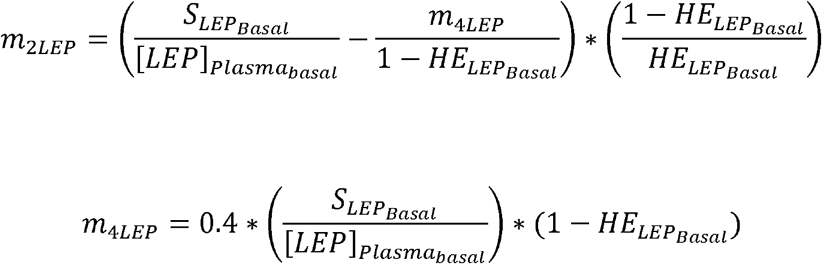 m_{2LEP} = \left( \frac{S_{LEP_{Basal}}}{[LEP]_{Plasma_{basal}}} - \frac{m_{4LEP}}{1 - HE_{LEP_{Basal}}} \right) * \left( \frac{1 - HE_{LEP_{Basal}}}{HE_{LEP_{Basal}}} \right)
m_{4LEP} = 0.4 * \left( \frac{S_{LEP_{Basal}}}{[LEP]_{Plasma_{basal}}} \right) * (1 - HE_{LEP_{Basal}})